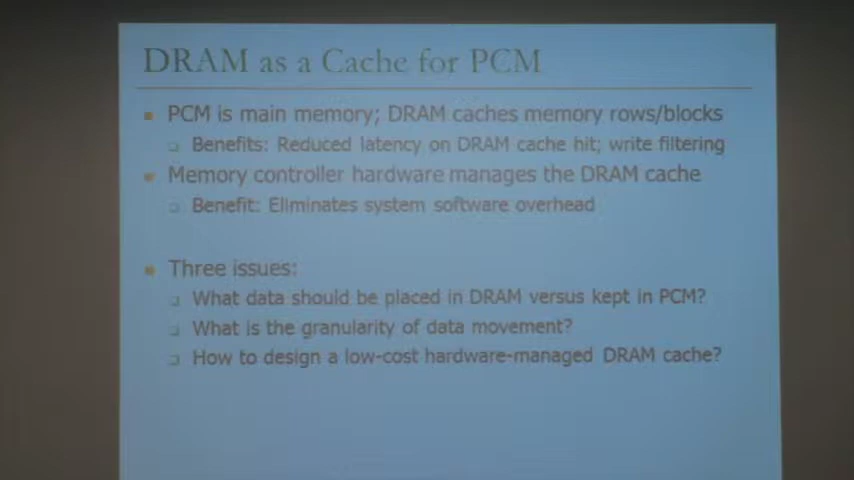 DRAM as a Cache for PCM
PCM is main memory; DRAM caches memory rows/blocks
Benefits: Reduced latency on DRAM cache hit; write filtering
Memory controller hardware manages the DRAM cache
Benefit: Eliminates system software overhead
Three issues:
What data should be placed in DRAM versus kept in PCM?
What is the granularity of data movement?
How to design a low-cost hardware-managed DRAM cache?